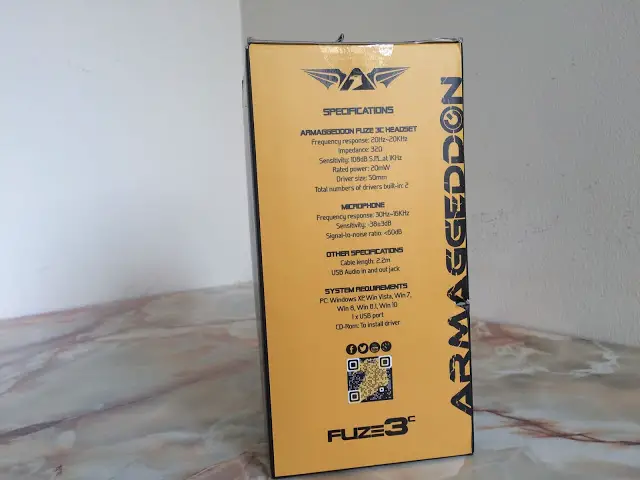 SPECIFICATIONS
ARMAGGEDDON FUZE 3C HEADSET
Frequency response: 20Hz~20KHz
Impedance: 32Ω
Sensitivity: 108dB S.P.L.at 1KHz
Rated power: 20mW
Driver size: 50mm
Total numbers of drivers built-in: 2
MICROPHONE
Frequency response: 30Hz~16KHz
Sensitivity: -38±3dB
Signal-to-noise ratio: <60dB
OTHER SPECIFICATIONS
Cable length: 2.2m
USB Audio in and out jack
SYSTEM REQUIREMENTS
PC: Windows XP, Win Vista, Win 7,
Win 8, Win 8.1, Win 10
1 x USB port
CD-Rom: To install driver
FUZE3C
ARMAGGEDDON